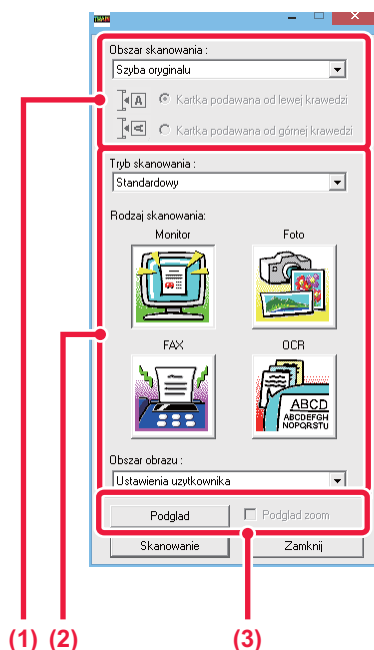 TWAIN
Obszar skanowania :
Szyba oryginalu
A Kartka podawana od lewej krawedzi
A Kartka podawana od górnej krawedzi
Tryb skanowania :
Standardowy
Rodzaj skanowania:
Monitor Foto
FAX OCR
ABCD
ABCDEFGH
NOPQRSTU
Obszar obrazu :
Ustawienia uzytkownika
Podglad Podglad zoom
Skanowanie Zamknij
(1) (2) (3)